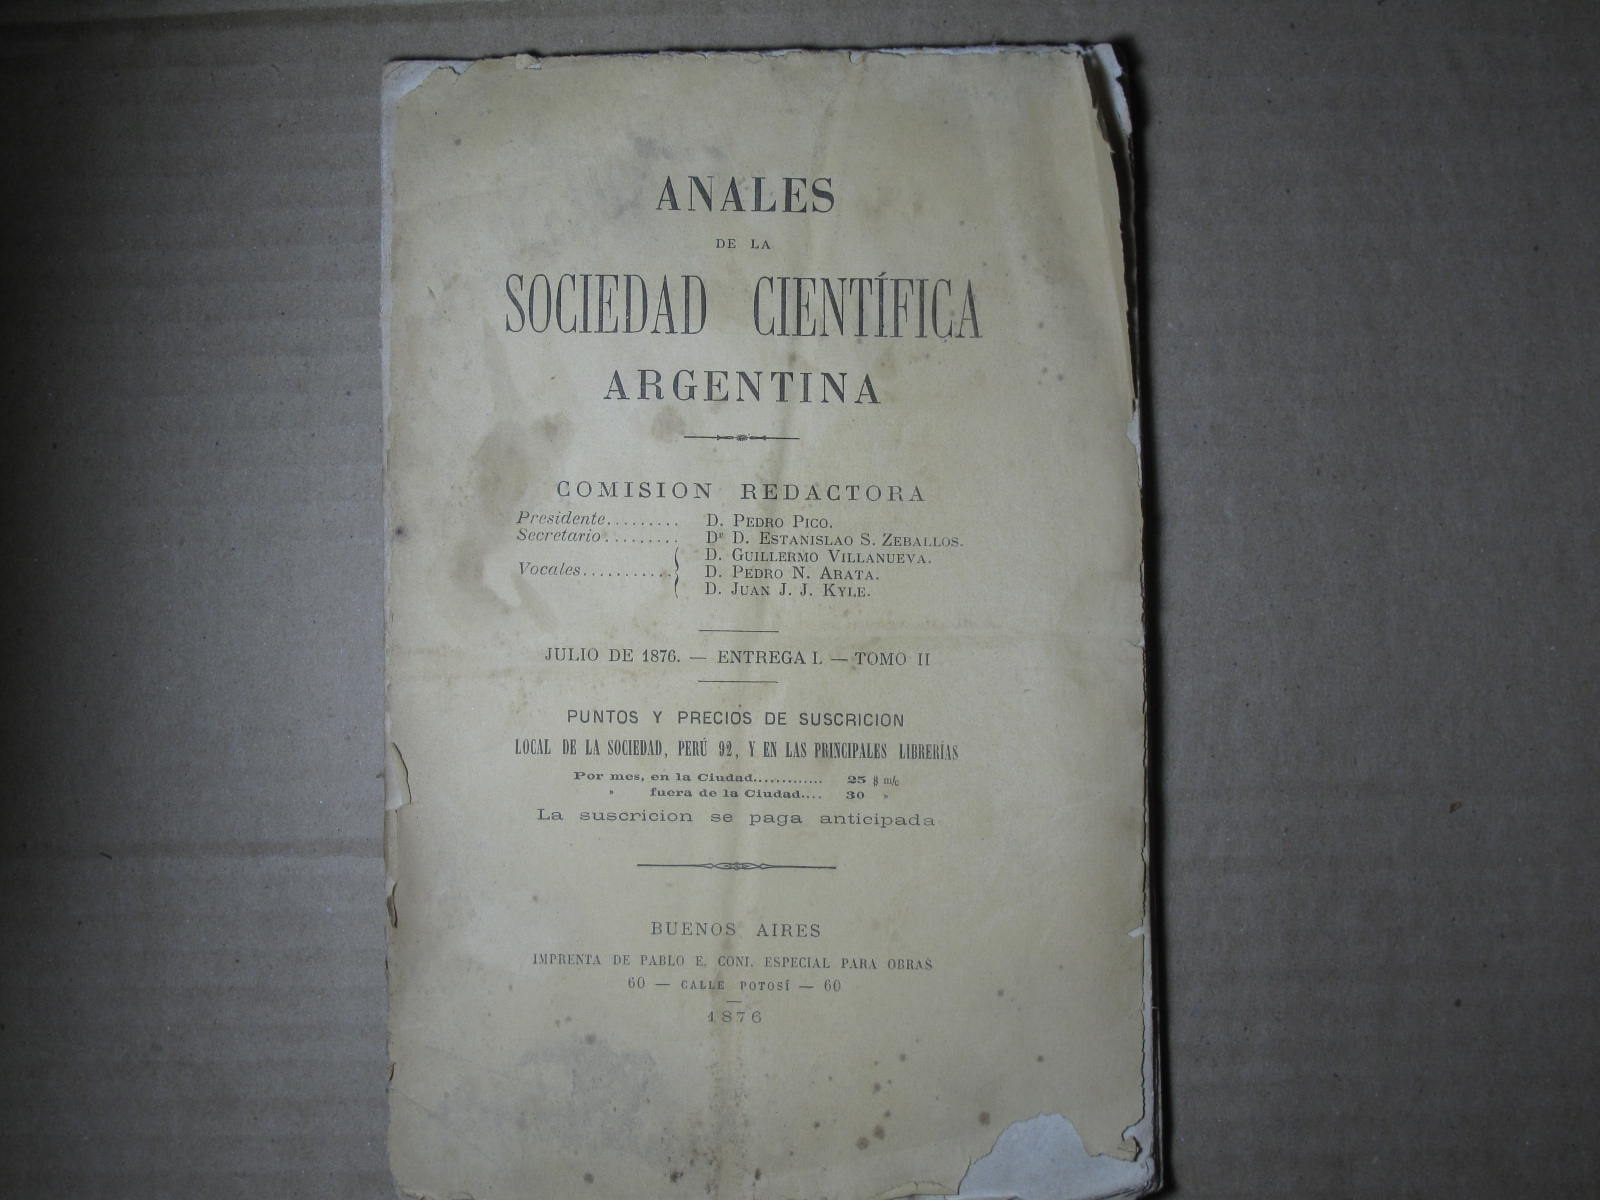 ANALES
DE LA
SOCIEDAD CIENTÍFICA
ARGENTINA
COMISION REDACTORA
Presidente......... D. PEDRO PICO.
Secretario......... Dr D. ESTANISLAO S. ZEBALLOS.
D. GUILLERMO VILLANUEVA.
Vocales........... D. PEDRO N. ARATA.
D. JUAN J. J. KYLE.
JULIO DE 1876. — ENTREGA I. — TOMO II
PUNTOS Y PRECIOS DE SUSCRICION
LOCAL DE LA SOCIEDAD, PERÚ 92, Y EN LAS PRINCIPALES LIBRERÍAS
Por mes, en la Ciudad............. 25 $ m/c
» fuera de la Ciudad.... 30 »
La suscricion se paga anticipada
BUENOS AIRES
IMPRENTA DE PABLO E. CONI, ESPECIAL PARA OBRAS
60 — CALLE POTOSÍ — 60
1876